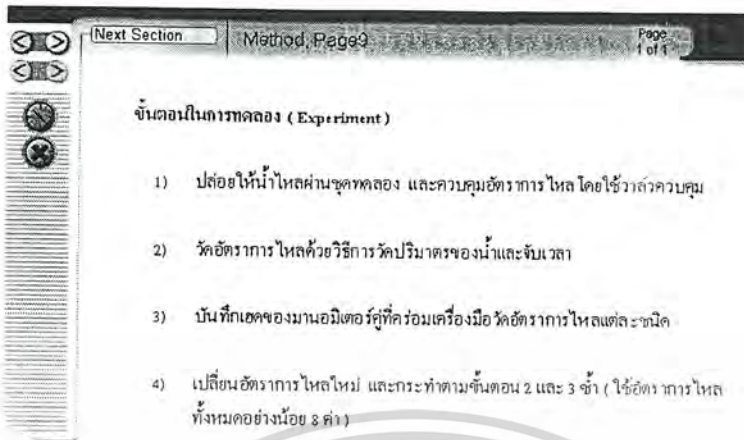 Next Section
Method, Page9
Page
1 of 1
ขั้นตอนในการทดลอง ( Experiment )
1) ปล่อยให้น้ำไหลผ่านชุดทดลอง และควบคุมอัตราการไหล โดยใช้วาล์วควบคุม
2) วัดอัตราการไหลด้วยวิธีการวัดปริมาตรของน้ำและจับเวลา
3) บันทึกเฮดของมานอมิเตอร์คู่ที่คร่อมเครื่องมือวัดอัตราการไหลแต่ละชนิด
4) เปลี่ยนอัตราการไหลใหม่ และกระทำตามขั้นตอน 2 และ 3 ซ้ำ ( ใช้อัตราการไหล
ทั้งหมดอย่างน้อย 8 ค่า )